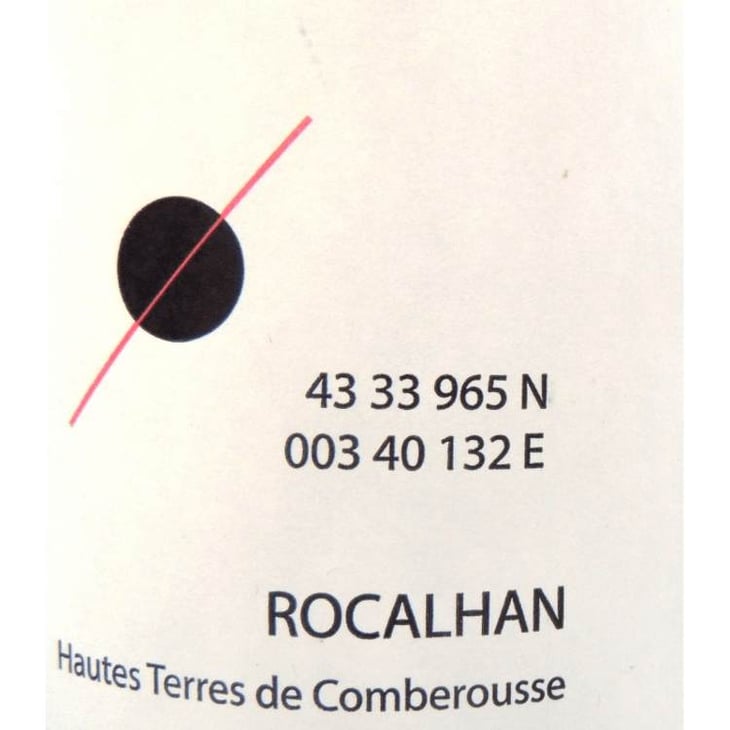 43 33 965 N
003 40 132 E
ROCALHAN
Hautes Terres de Comberousse